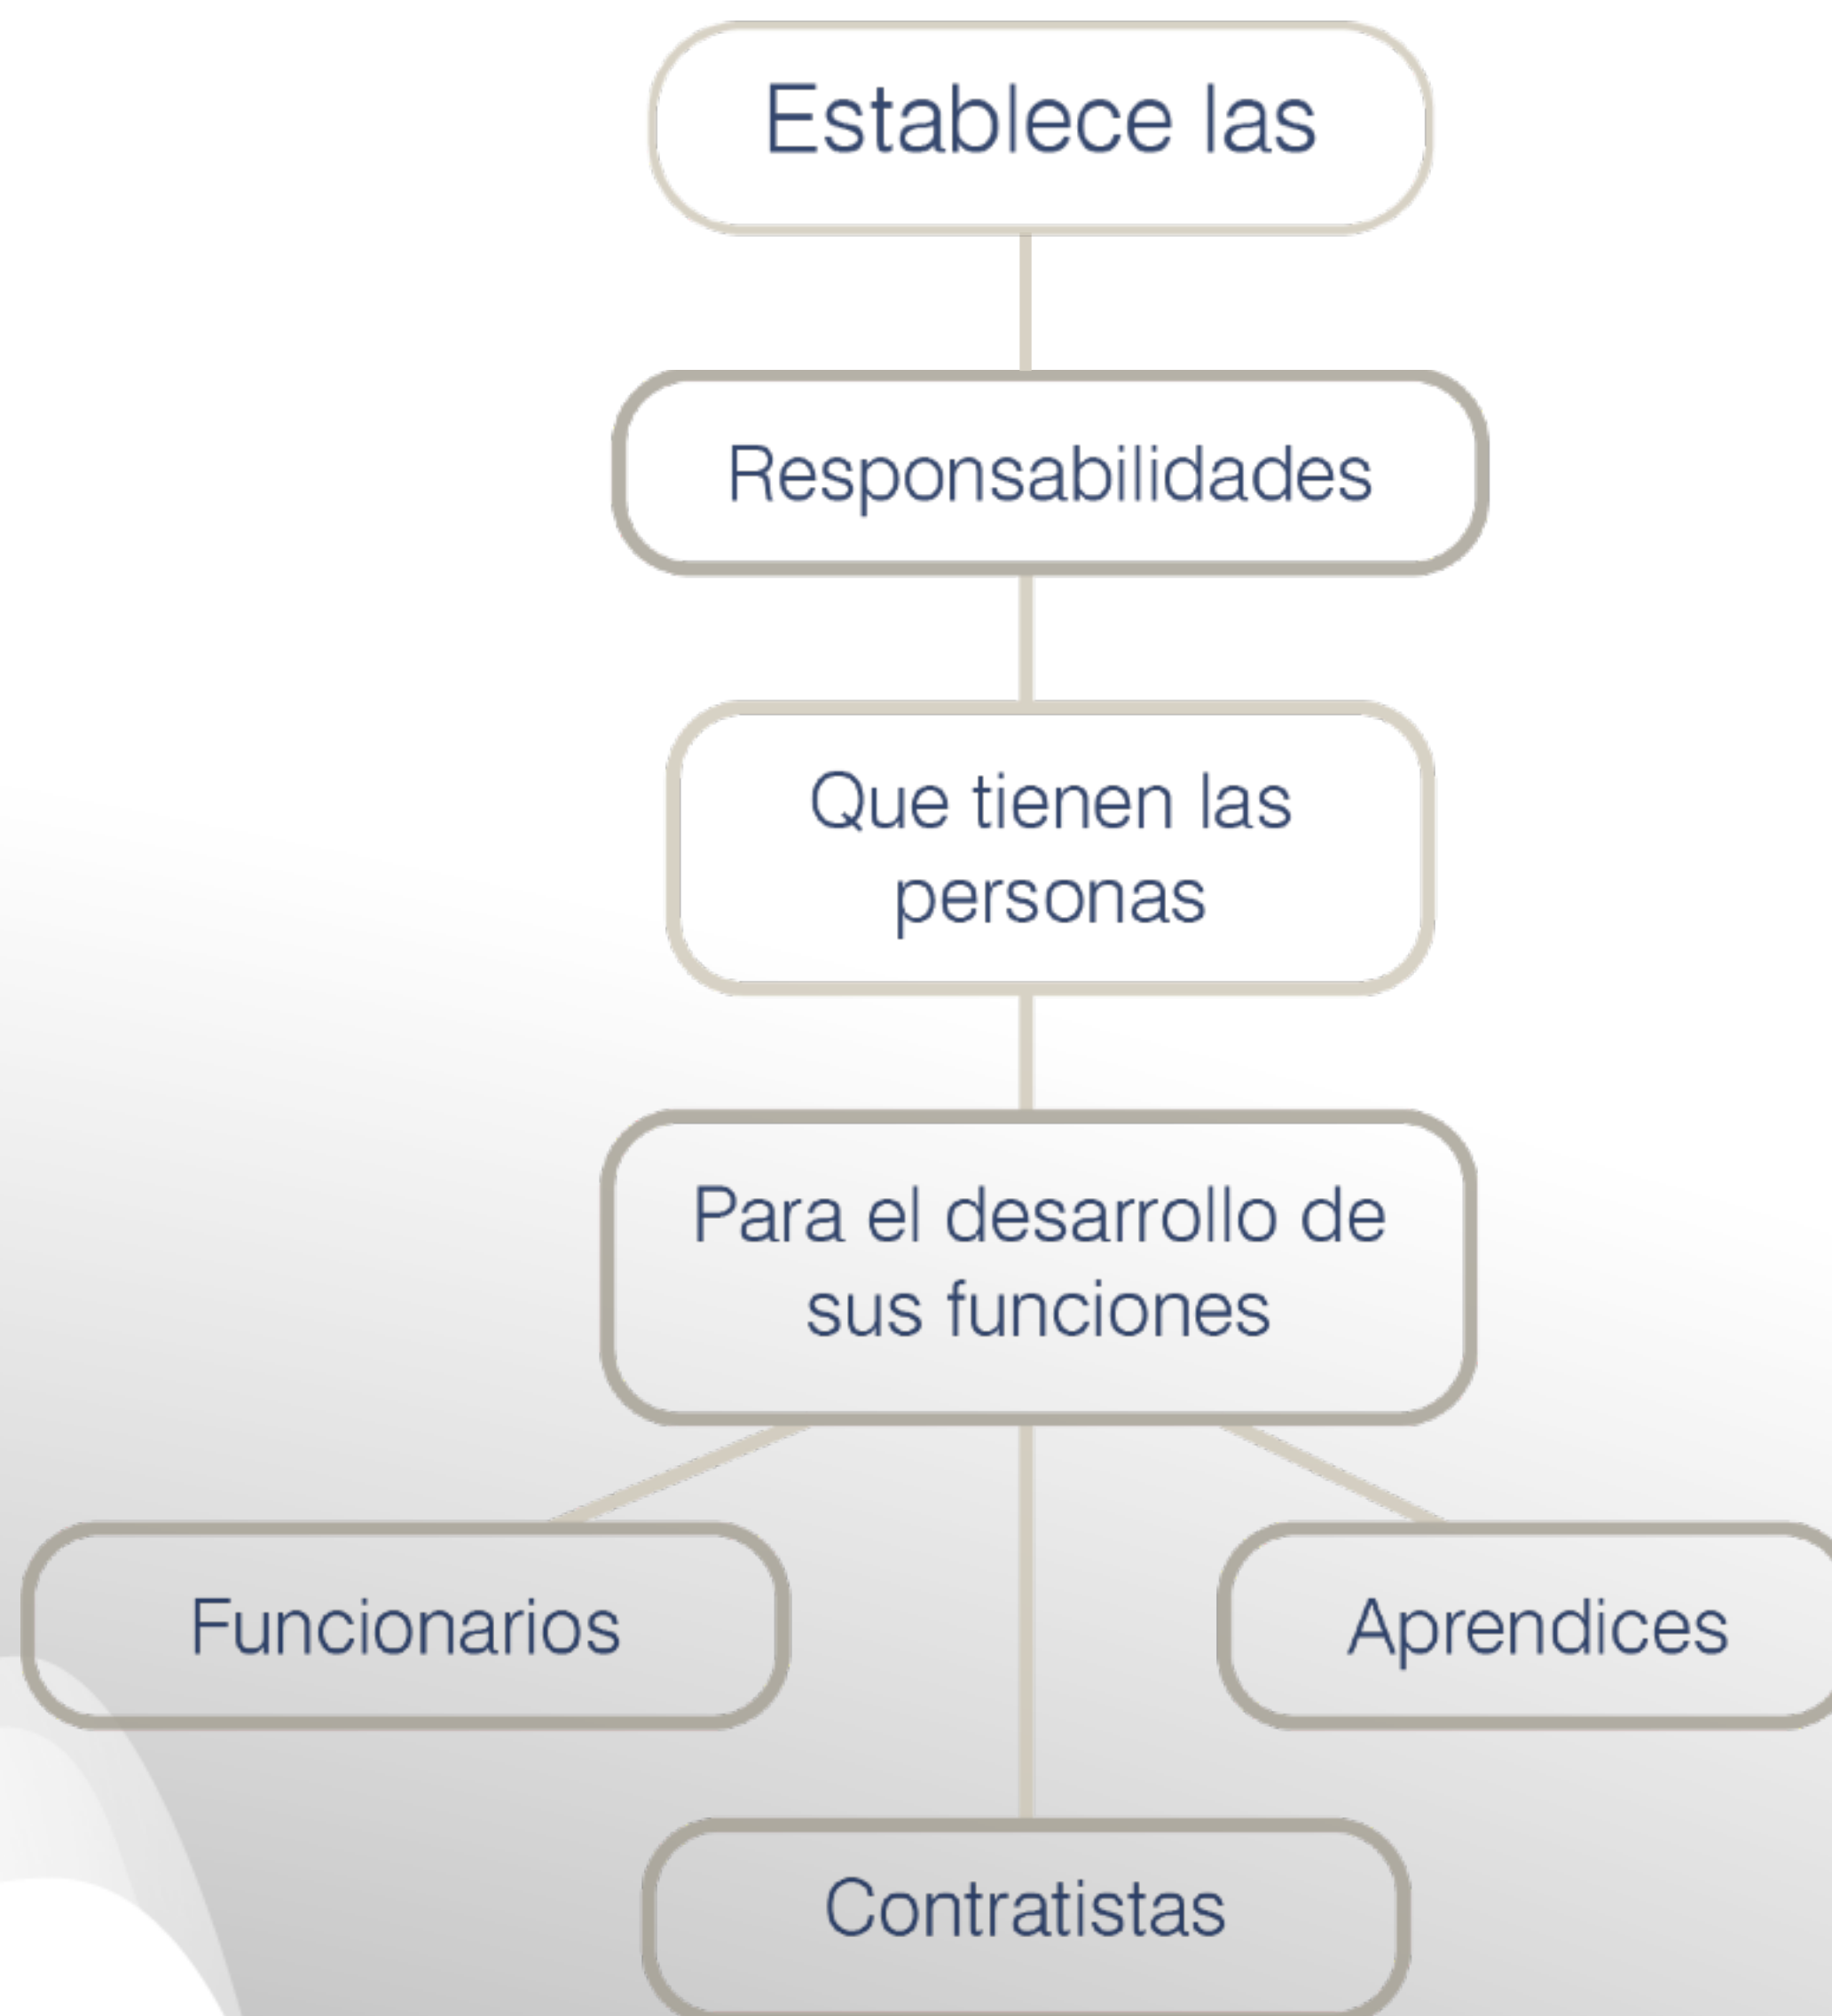 Establece las
Responsabilidades
Que tienen las
personas
Para el desarrollo de
sus funciones
Funcionarios
Aprendices
Contratistas